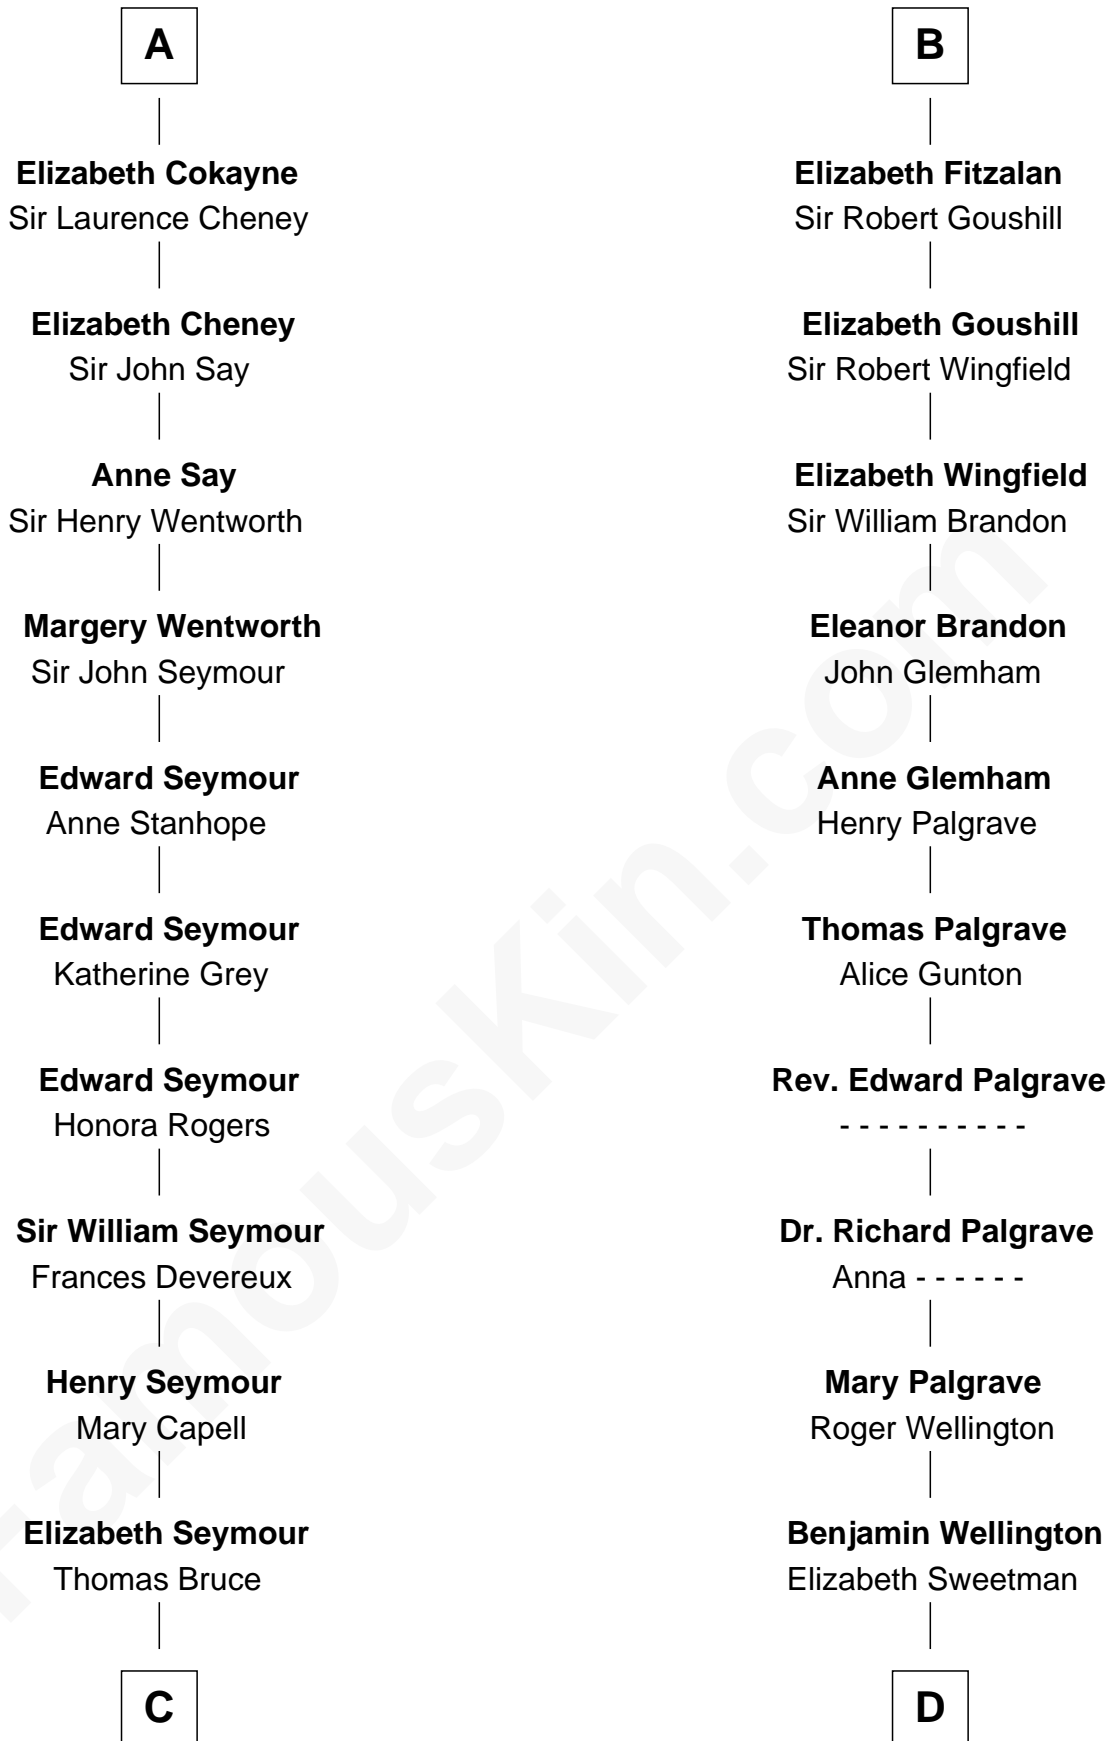 A
Elizabeth Cokayne
Sir Laurence Cheney
Elizabeth Cheney
Sir John Say
Anne Say
Sir Henry Wentworth
Margery Wentworth
Sir John Seymour
Edward Seymour
Anne Stanhope
Edward Seymour
Katherine Grey
Edward Seymour
Honora Rogers
Sir William Seymour
Frances Devereux
Henry Seymour
Mary Capell
Elizabeth Seymour
Thomas Bruce
C
B
Elizabeth Fitzalan
Sir Robert Goushill
Elizabeth Goushill
Sir Robert Wingfield
Elizabeth Wingfield
Sir William Brandon
Eleanor Brandon
John Glemham
Anne Glemham
Henry Palgrave
Thomas Palgrave
Alice Gunton
Rev. Edward Palgrave
- - - - - - - - - -
Dr. Richard Palgrave
Anna - - - - - -
Mary Palgrave
Roger Wellington
Benjamin Wellington
Elizabeth Sweetman
D
FamousKin.com